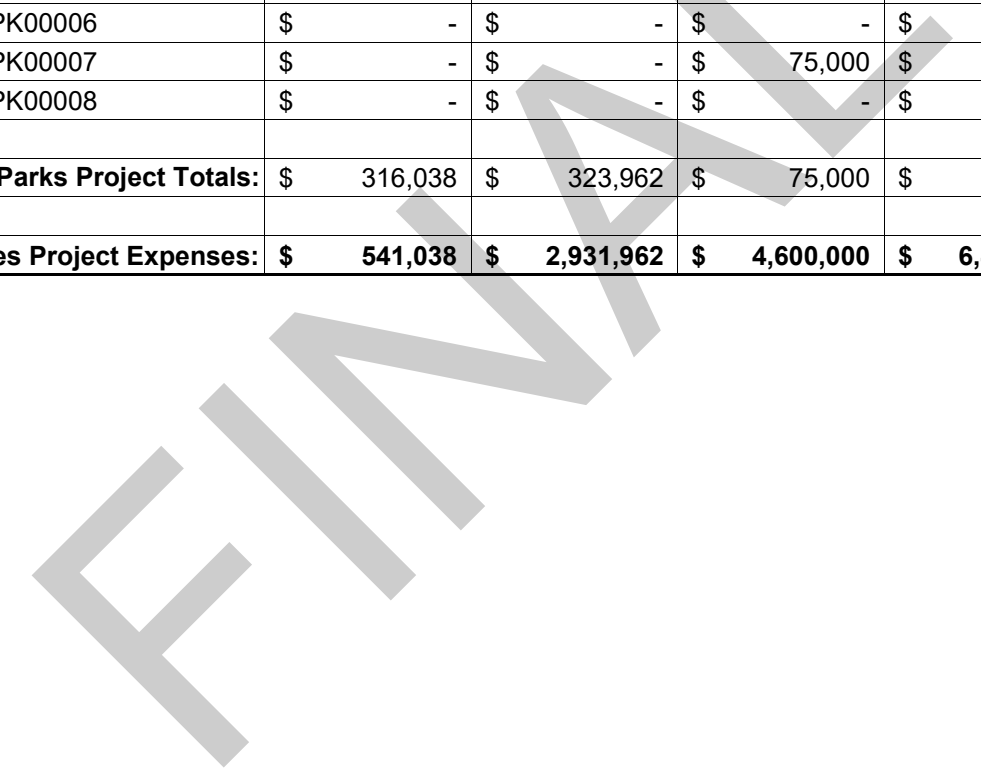 PK00006 $ - $ - $ - $
PK00007 $ - $ - $ 75,000 $
PK00008 $ - $ - $ - $
Parks Project Totals: $ 316,038 $ 323,962 $ 75,000 $
es Project Expenses: $ 541,038 $ 2,931,962 $ 4,600,000 $ 6,
FINAL